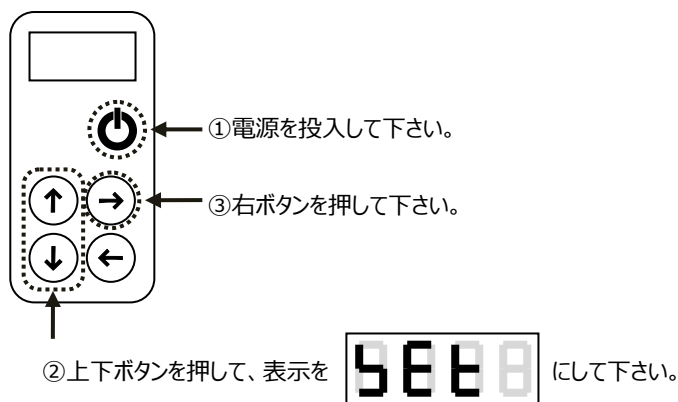 ①電源を投入して下さい。
③右ボタンを押して下さい。
②上下ボタンを押して、表示を SEt にして下さい。